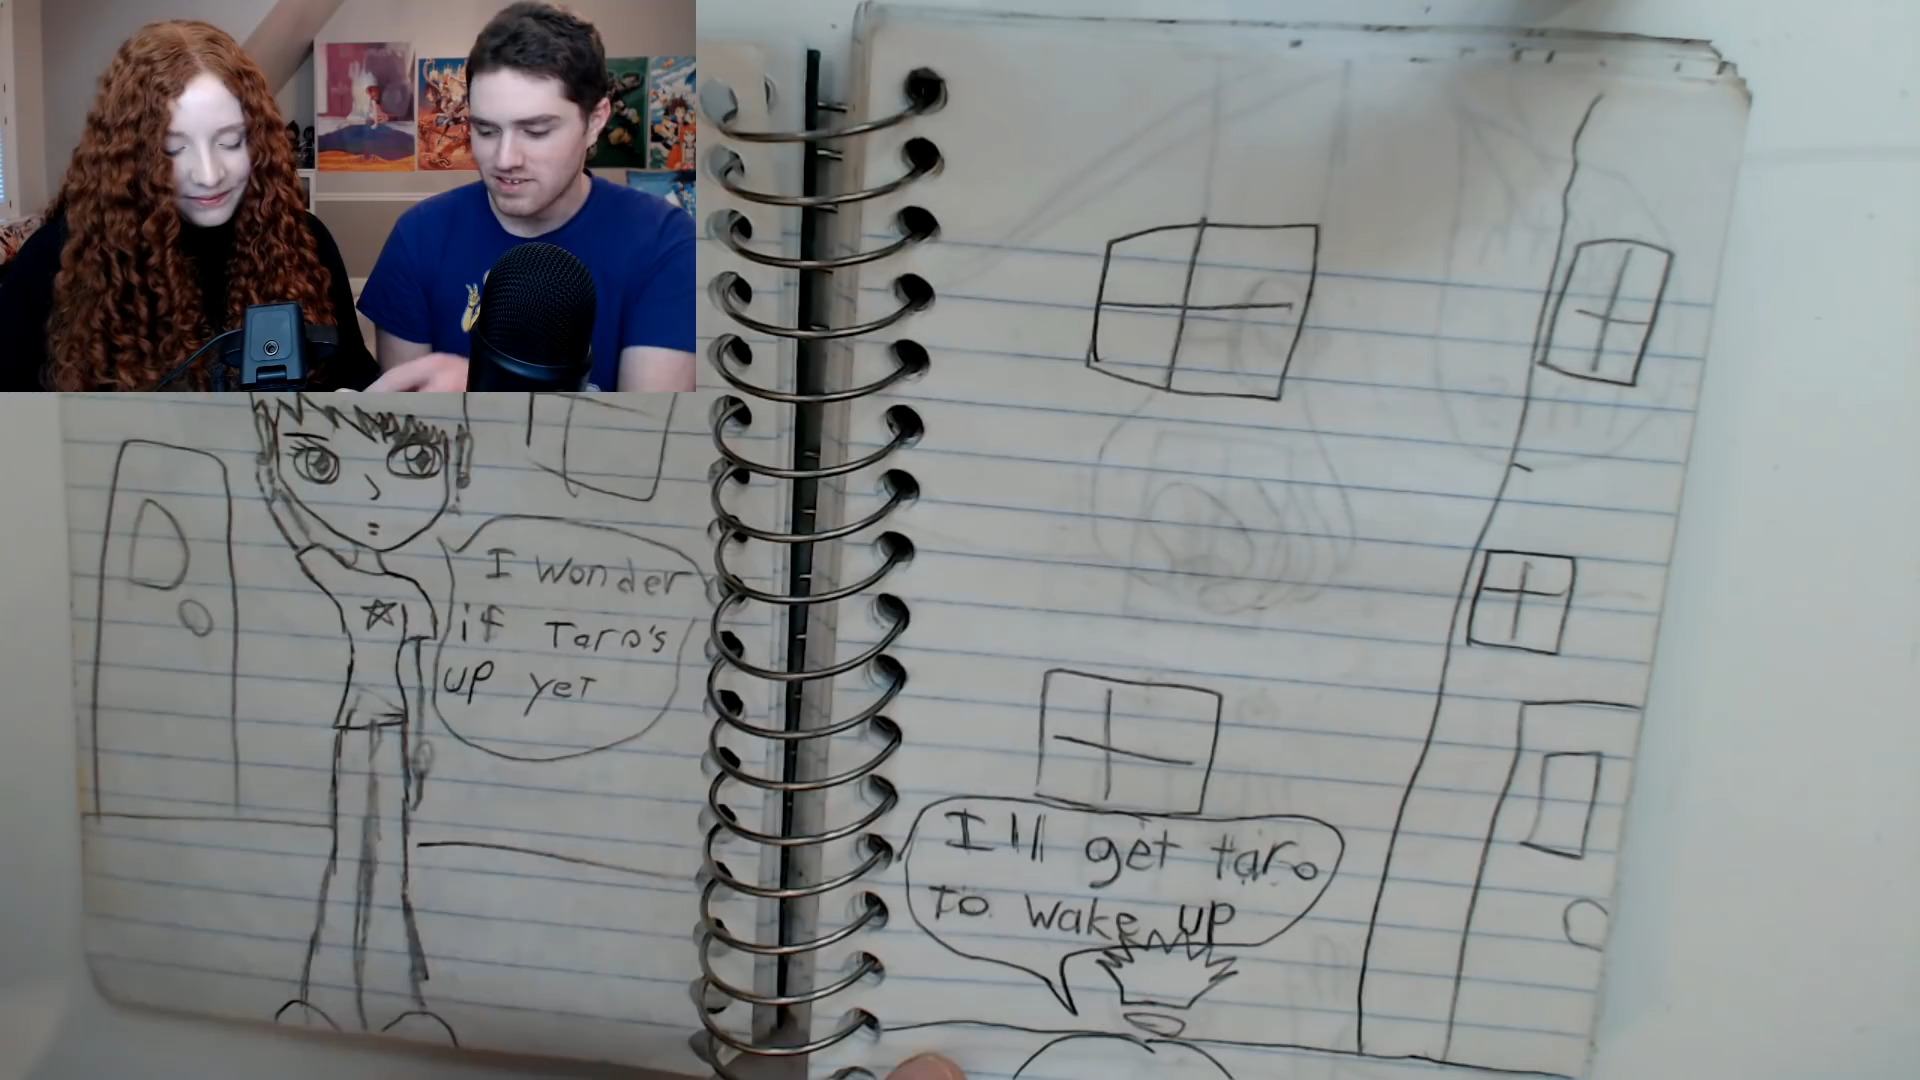 I wonder
if Taro's
up yet
I'll get taro
To wake up